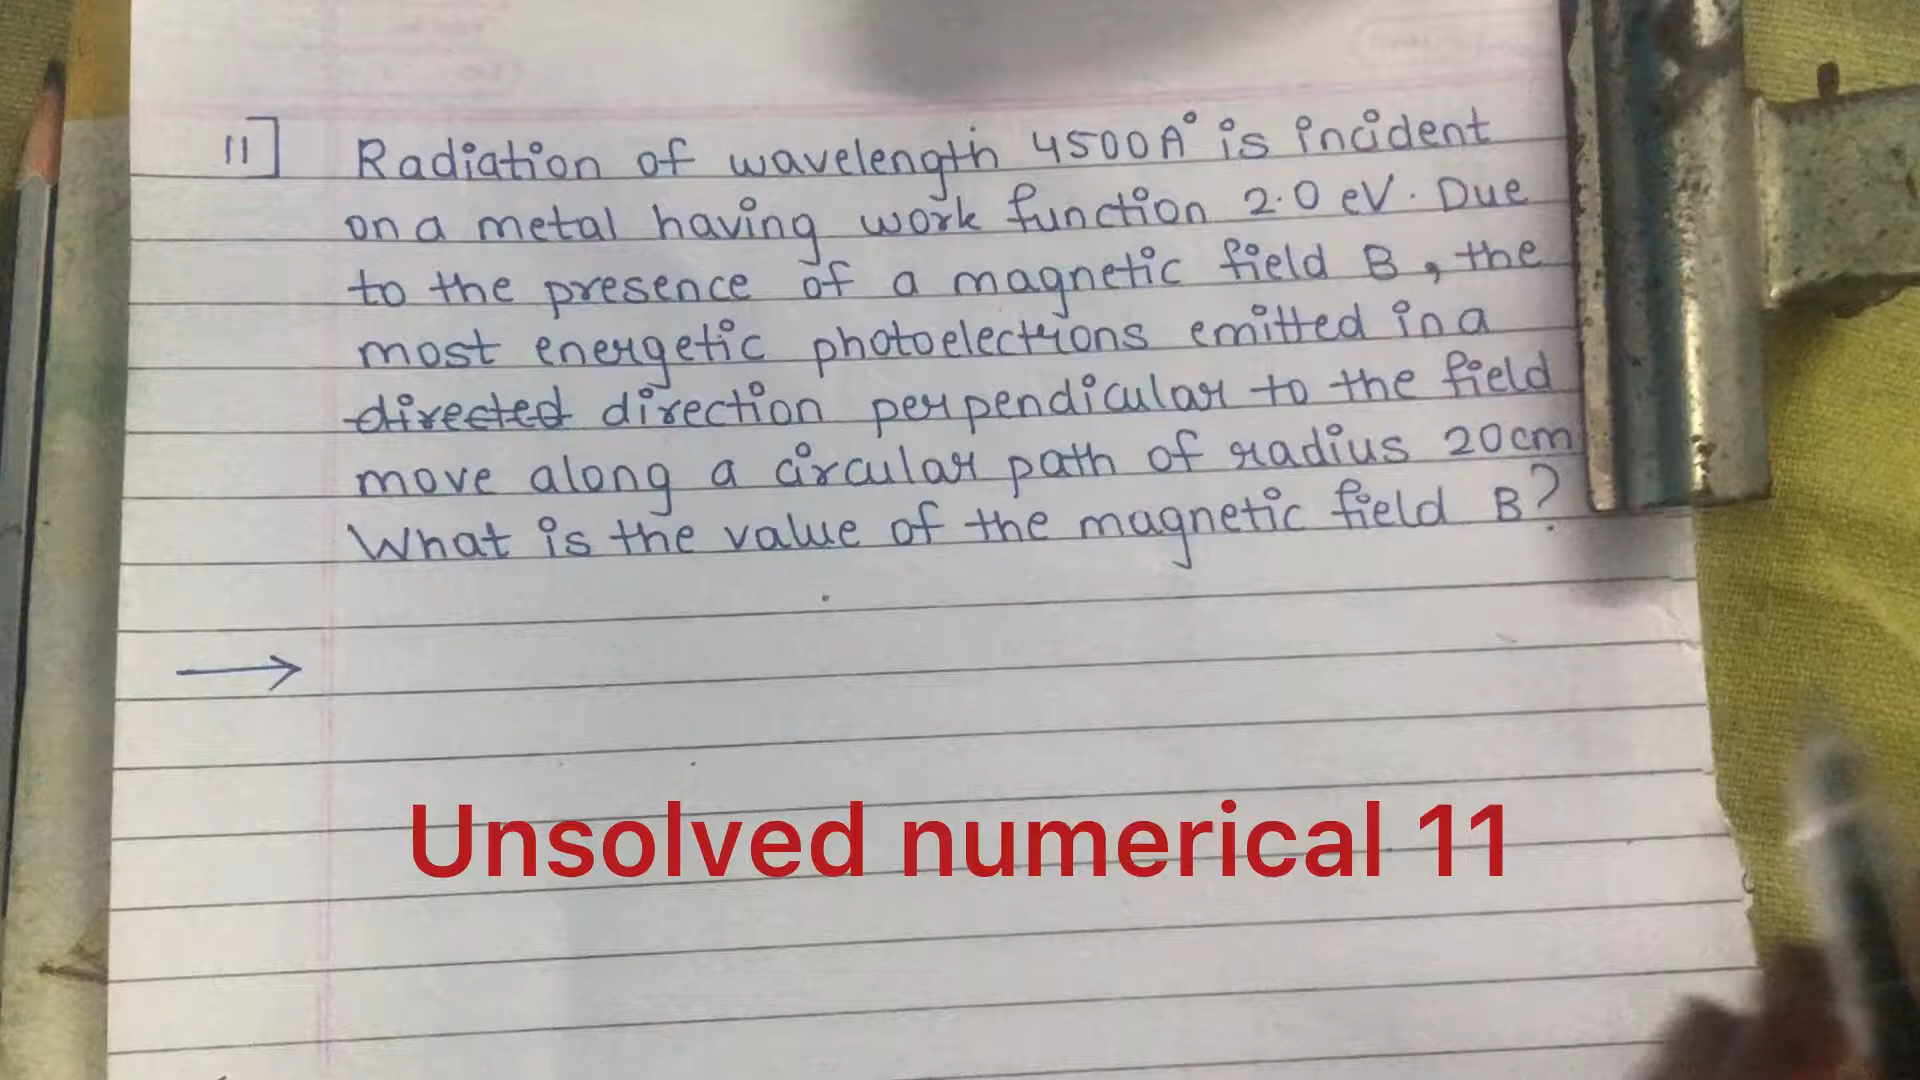 11] Radiation of wavelength 4500A° is incident
on a metal having work function 2.0 eV. Due
to the presence of a magnetic field B, the
most energetic photoelectrons emitted in a
directed direction perpendicular to the field
move along a circular path of radius 20cm
What is the value of the magnetic field B?
→
Unsolved numerical 11